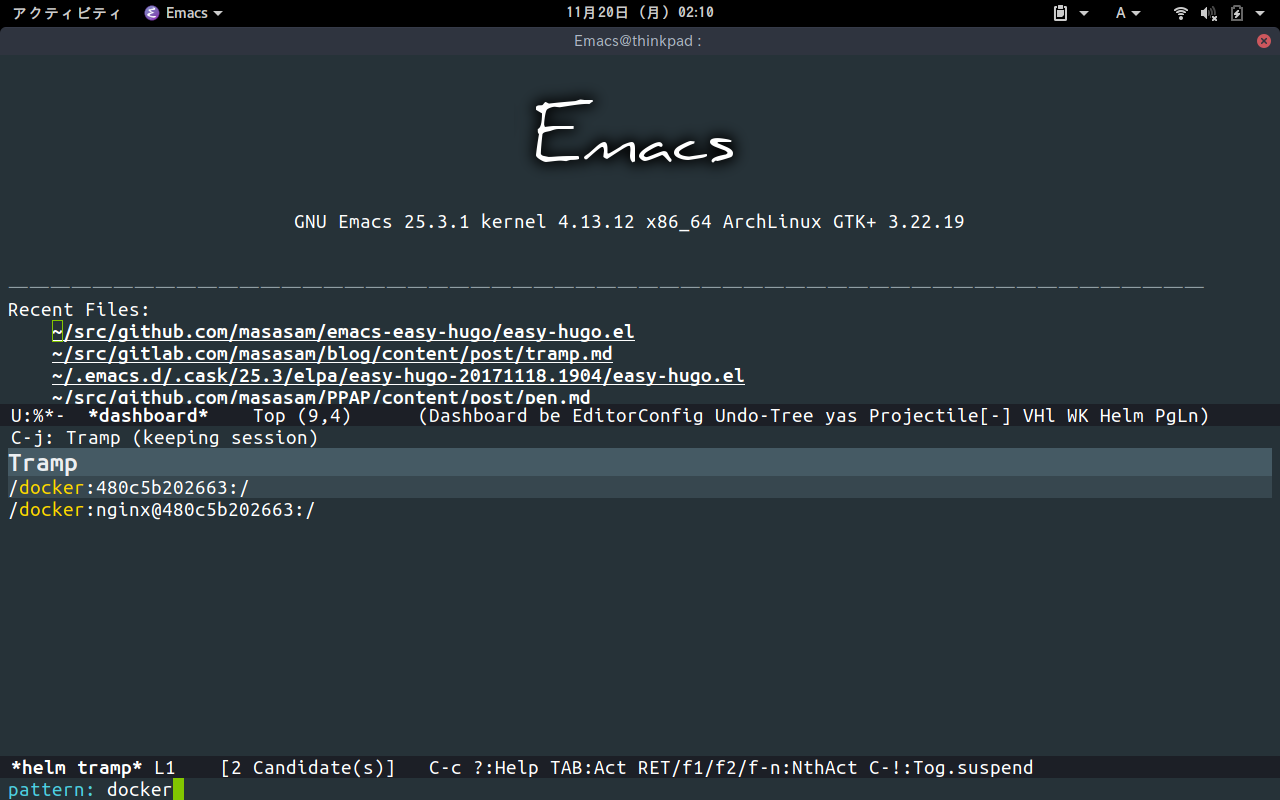 アクティビティ Emacs 11月20日 (月) 02:10 A
Emacs@thinkpad :
Emacs
GNU Emacs 25.3.1 kernel 4.13.12 x86_64 ArchLinux GTK+ 3.22.19
Recent Files:
~/src/github.com/masasam/emacs-easy-hugo/easy-hugo.el
~/src/gitlab.com/masasam/blog/content/post/tramp.md
~/.emacs.d/.cask/25.3/elpa/easy-hugo-20171118.1904/easy-hugo.el
~/src/github.com/masasam/PPAP/content/post/pen.md
U:%*- *dashboard* Top (9,4) (Dashboard be EditorConfig Undo-Tree yas Projectile[-] VHl WK Helm PgLn)
C-j: Tramp (keeping session)
Tramp
/docker:480c5b202663:/
/docker:nginx@480c5b202663:/
*helm tramp* L1 [2 Candidate(s)] C-c ?:Help TAB:Act RET/f1/f2/f-n:NthAct C-!:Tog.suspend
pattern: docker